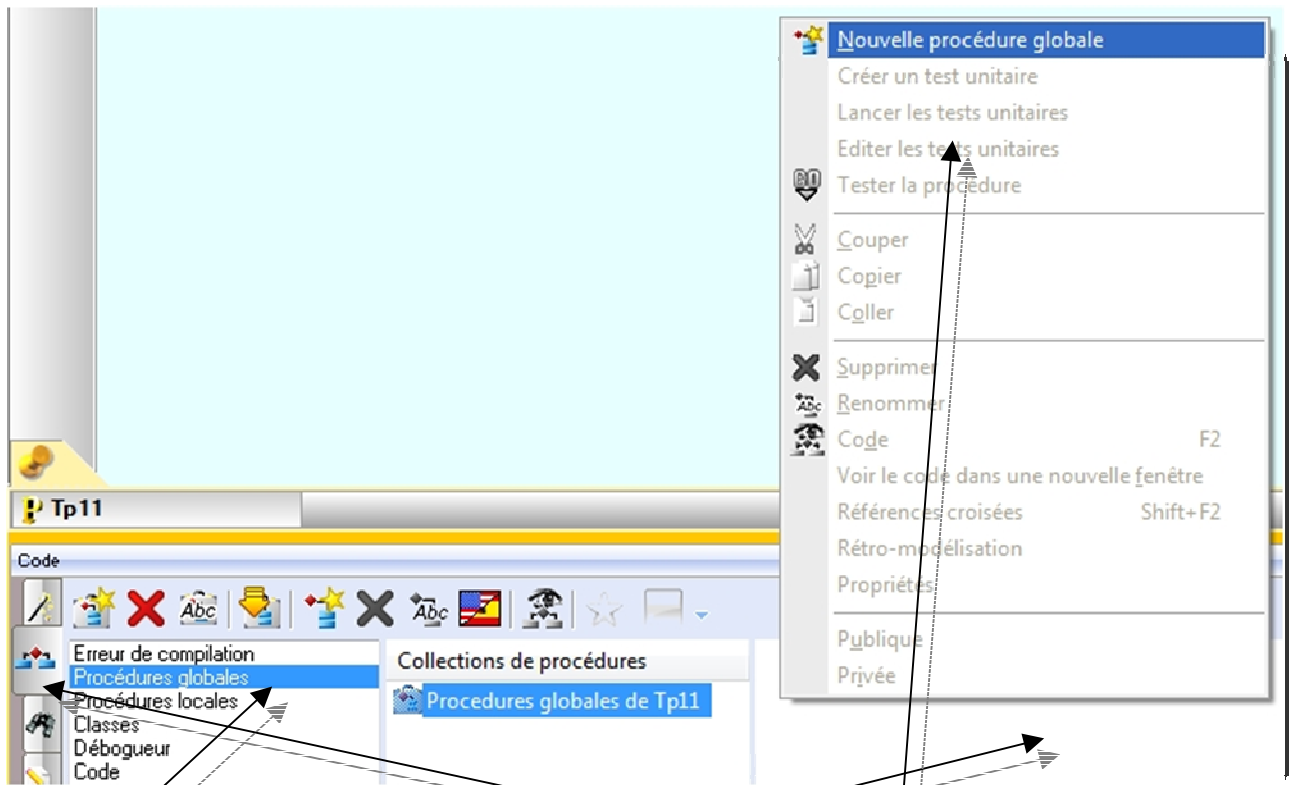 Nouvelle procédure globale
Créer un test unitaire
Lancer les tests unitaires
Editer les tests unitaires
Tester la procédure
Couper
Copier
Coller
Supprimer
Renommer
Code F2
Voir le code dans une nouvelle fenêtre
Références croisées Shift+F2
Rétro-modélisation
Propriétés
Publique
Privée
Tp11
Code
Abc
Abc
Erreur de compilation
Procédures globales
Procédures locales
Classes
Débogueur
Code
Collections de procédures
Procedures globales de Tp11